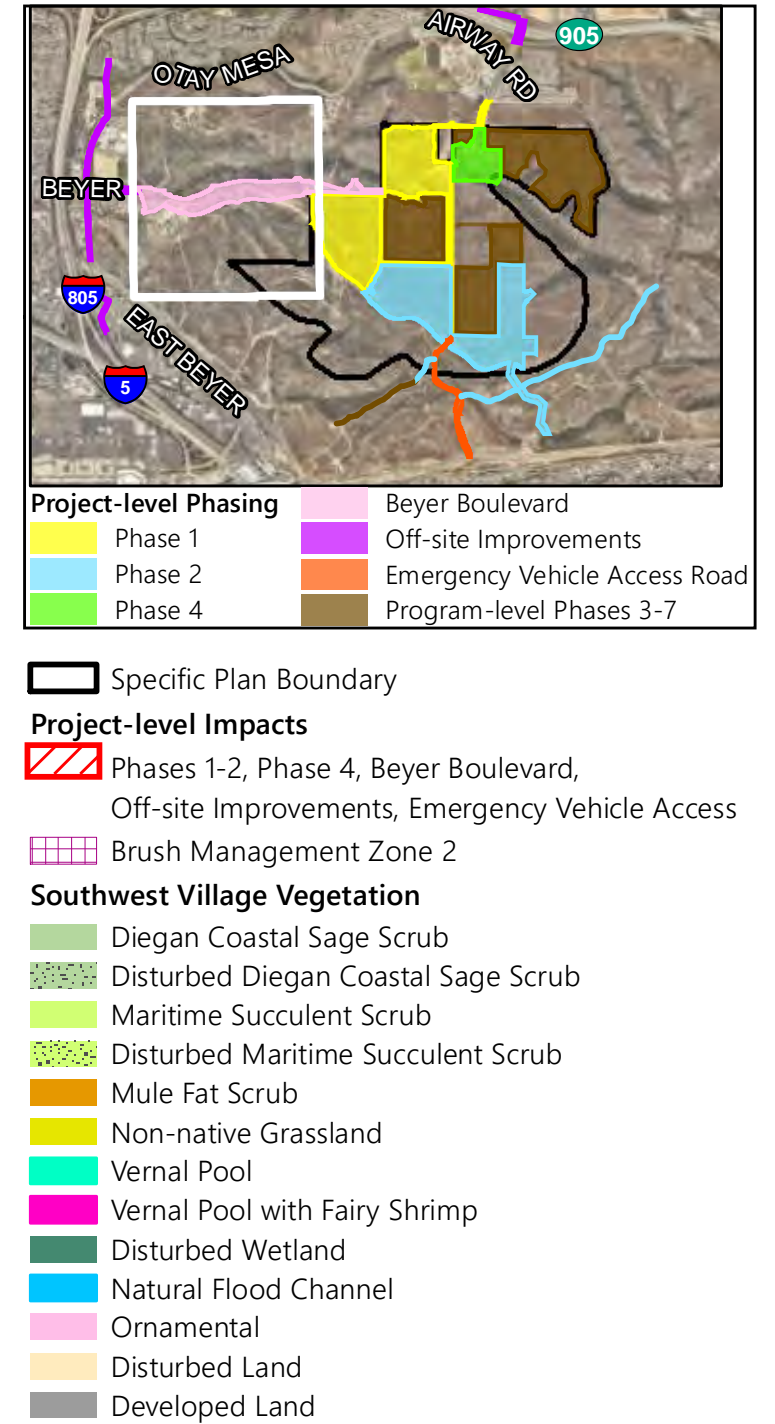 AIRWAY RD
905
OTAY MESA
BEYER
805
EAST BEYER
5
Project-level Phasing
Phase 1
Phase 2
Phase 4
Beyer Boulevard
Off-site Improvements
Emergency Vehicle Access Road
Program-level Phases 3-7
Specific Plan Boundary
Project-level Impacts
Phases 1-2, Phase 4, Beyer Boulevard,
Off-site Improvements, Emergency Vehicle Access
Brush Management Zone 2
Southwest Village Vegetation
Diegan Coastal Sage Scrub
Disturbed Diegan Coastal Sage Scrub
Maritime Succulent Scrub
Disturbed Maritime Succulent Scrub
Mule Fat Scrub
Non-native Grassland
Vernal Pool
Vernal Pool with Fairy Shrimp
Disturbed Wetland
Natural Flood Channel
Ornamental
Disturbed Land
Developed Land